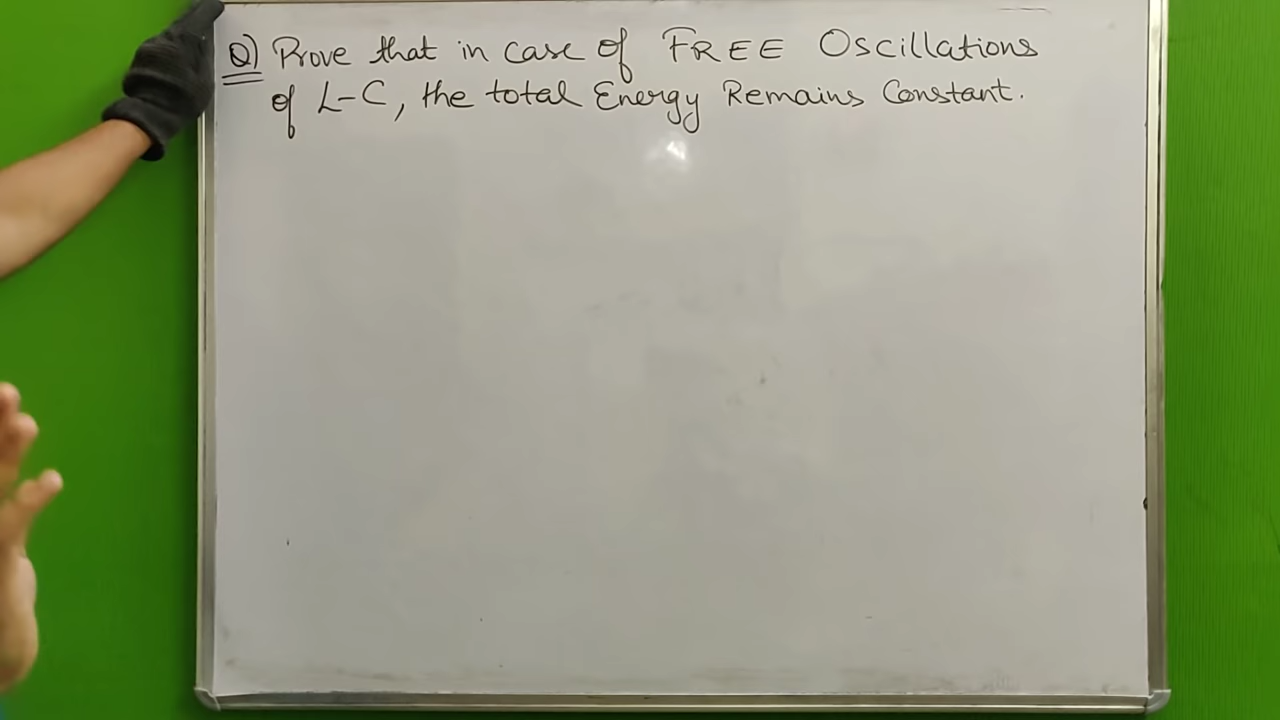 Q) Prove that in case of FREE Oscillations
of L-C, the total Energy Remains Constant.